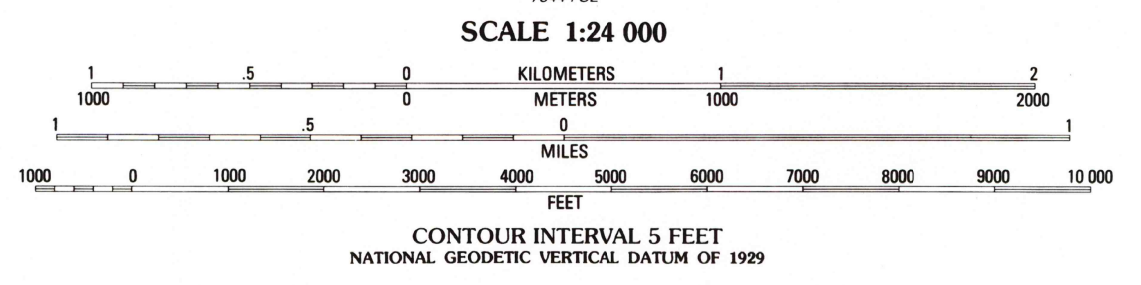 SCALE 1:24 000
1 .5 0 KILOMETERS 1 2
1000 0 METERS 1000 2000
1 .5 0 1
MILES
1000 0 1000 2000 3000 4000 5000 6000 7000 8000 9000 10 000
FEET
CONTOUR INTERVAL 5 FEET
NATIONAL GEODETIC VERTICAL DATUM OF 1929